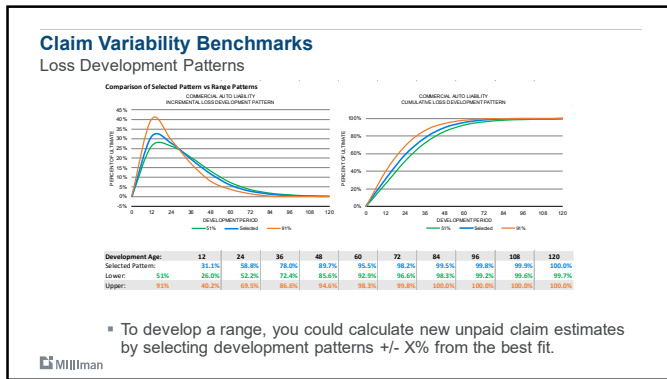 Claim Variability Benchmarks
Loss Development Patterns
Comparison of Selected Pattern vs Range Patterns
COMMERCIAL AUTO LIABILITY
INCREMENTAL LOSS DEVELOPMENT PATTERN
PERCENT OF ULTIMATE
45%
40%
35%
30%
25%
20%
15%
10%
5%
0%
-5%
0 12 24 36 48 60 72 84 96 108 120
DEVELOPMENT PERIOD
51% Selected 91%
COMMERCIAL AUTO LIABILITY
CUMULATIVE LOSS DEVELOPMENT PATTERN
PERCENT OF ULTIMATE
100%
80%
60%
40%
20%
0%
0 12 24 36 48 60 72 84 96 108 120
DEVELOPMENT PERIOD
51% Selected 91%
Development Age: 12 24 36 48 60 72 84 96 108 120
Selected Pattern: 31.1% 58.8% 78.0% 89.7% 95.5% 98.2% 99.5% 99.8% 99.9% 100.0%
Lower: 51% 26.0% 52.2% 72.4% 85.6% 92.9% 96.6% 98.3% 99.2% 99.6% 99.7%
Upper: 91% 40.2% 69.5% 86.6% 94.6% 98.3% 99.8% 100.0% 100.0% 100.0% 100.0%
▪ To develop a range, you could calculate new unpaid claim estimates
by selecting development patterns +/- X% from the best fit.
Milliman